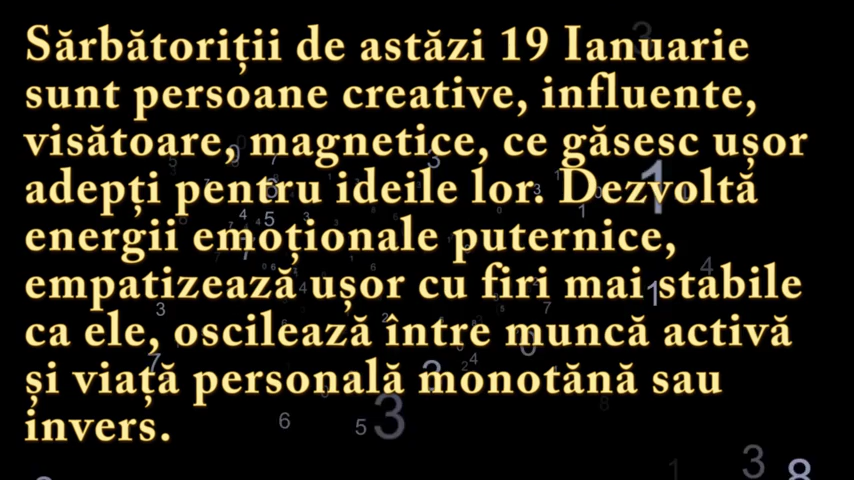 Sărbătoriții de astăzi 19 Ianuarie
sunt persoane creative, influente,
visătoare, magnetice, ce găsesc ușor
adepți pentru ideile lor. Dezvoltă
energii emoționale puternice,
empatizează ușor cu firi mai stabile
ca ele, oscilează între muncă activă
și viață personală monotănă sau
invers.